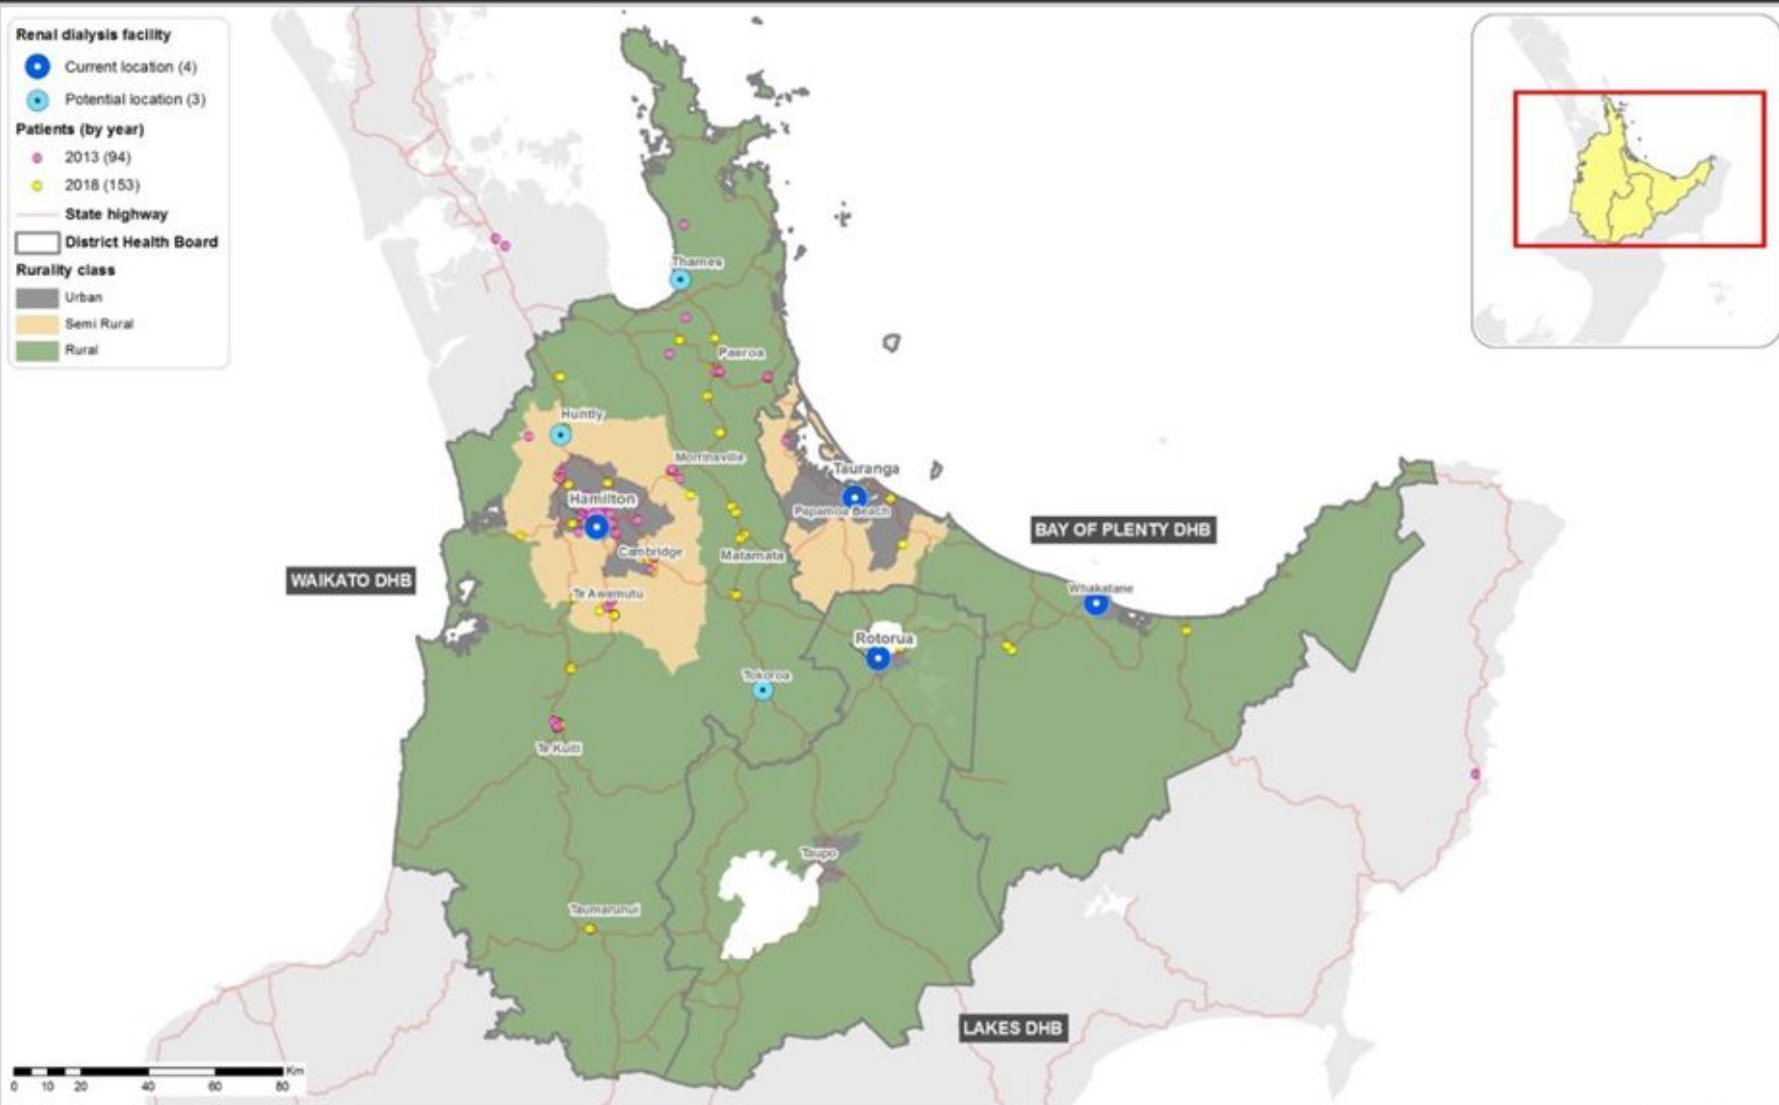 Renal dialysis facility
Current location (4)
Potential location (3)
Patients (by year)
2013 (94)
2018 (153)
State highway
District Health Board
Rurality class
Urban
Semi Rural
Rural
Thames
Paeroa
Huntly
Morrinsville
Tauranga
Hamilton
Papamoa Beach
BAY OF PLENTY DHB
Cambridge
Matamata
WAIKATO DHB
Te Awamutu
Whakatane
Rotorua
Tokoroa
Te Kuiti
Taupo
Taumarunui
LAKES DHB
Km
0 10 20 40 60 80